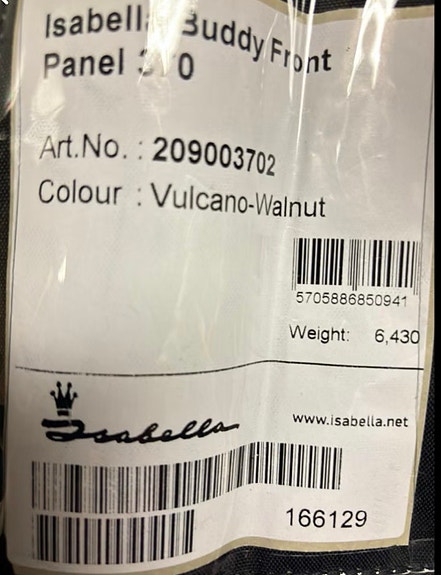 Isabella Buddy Front
Panel 370
Art.No. : 209003702
Colour : Vulcano-Walnut
5705886850941
Weight: 6,430
Isabella
www.isabella.net
166129